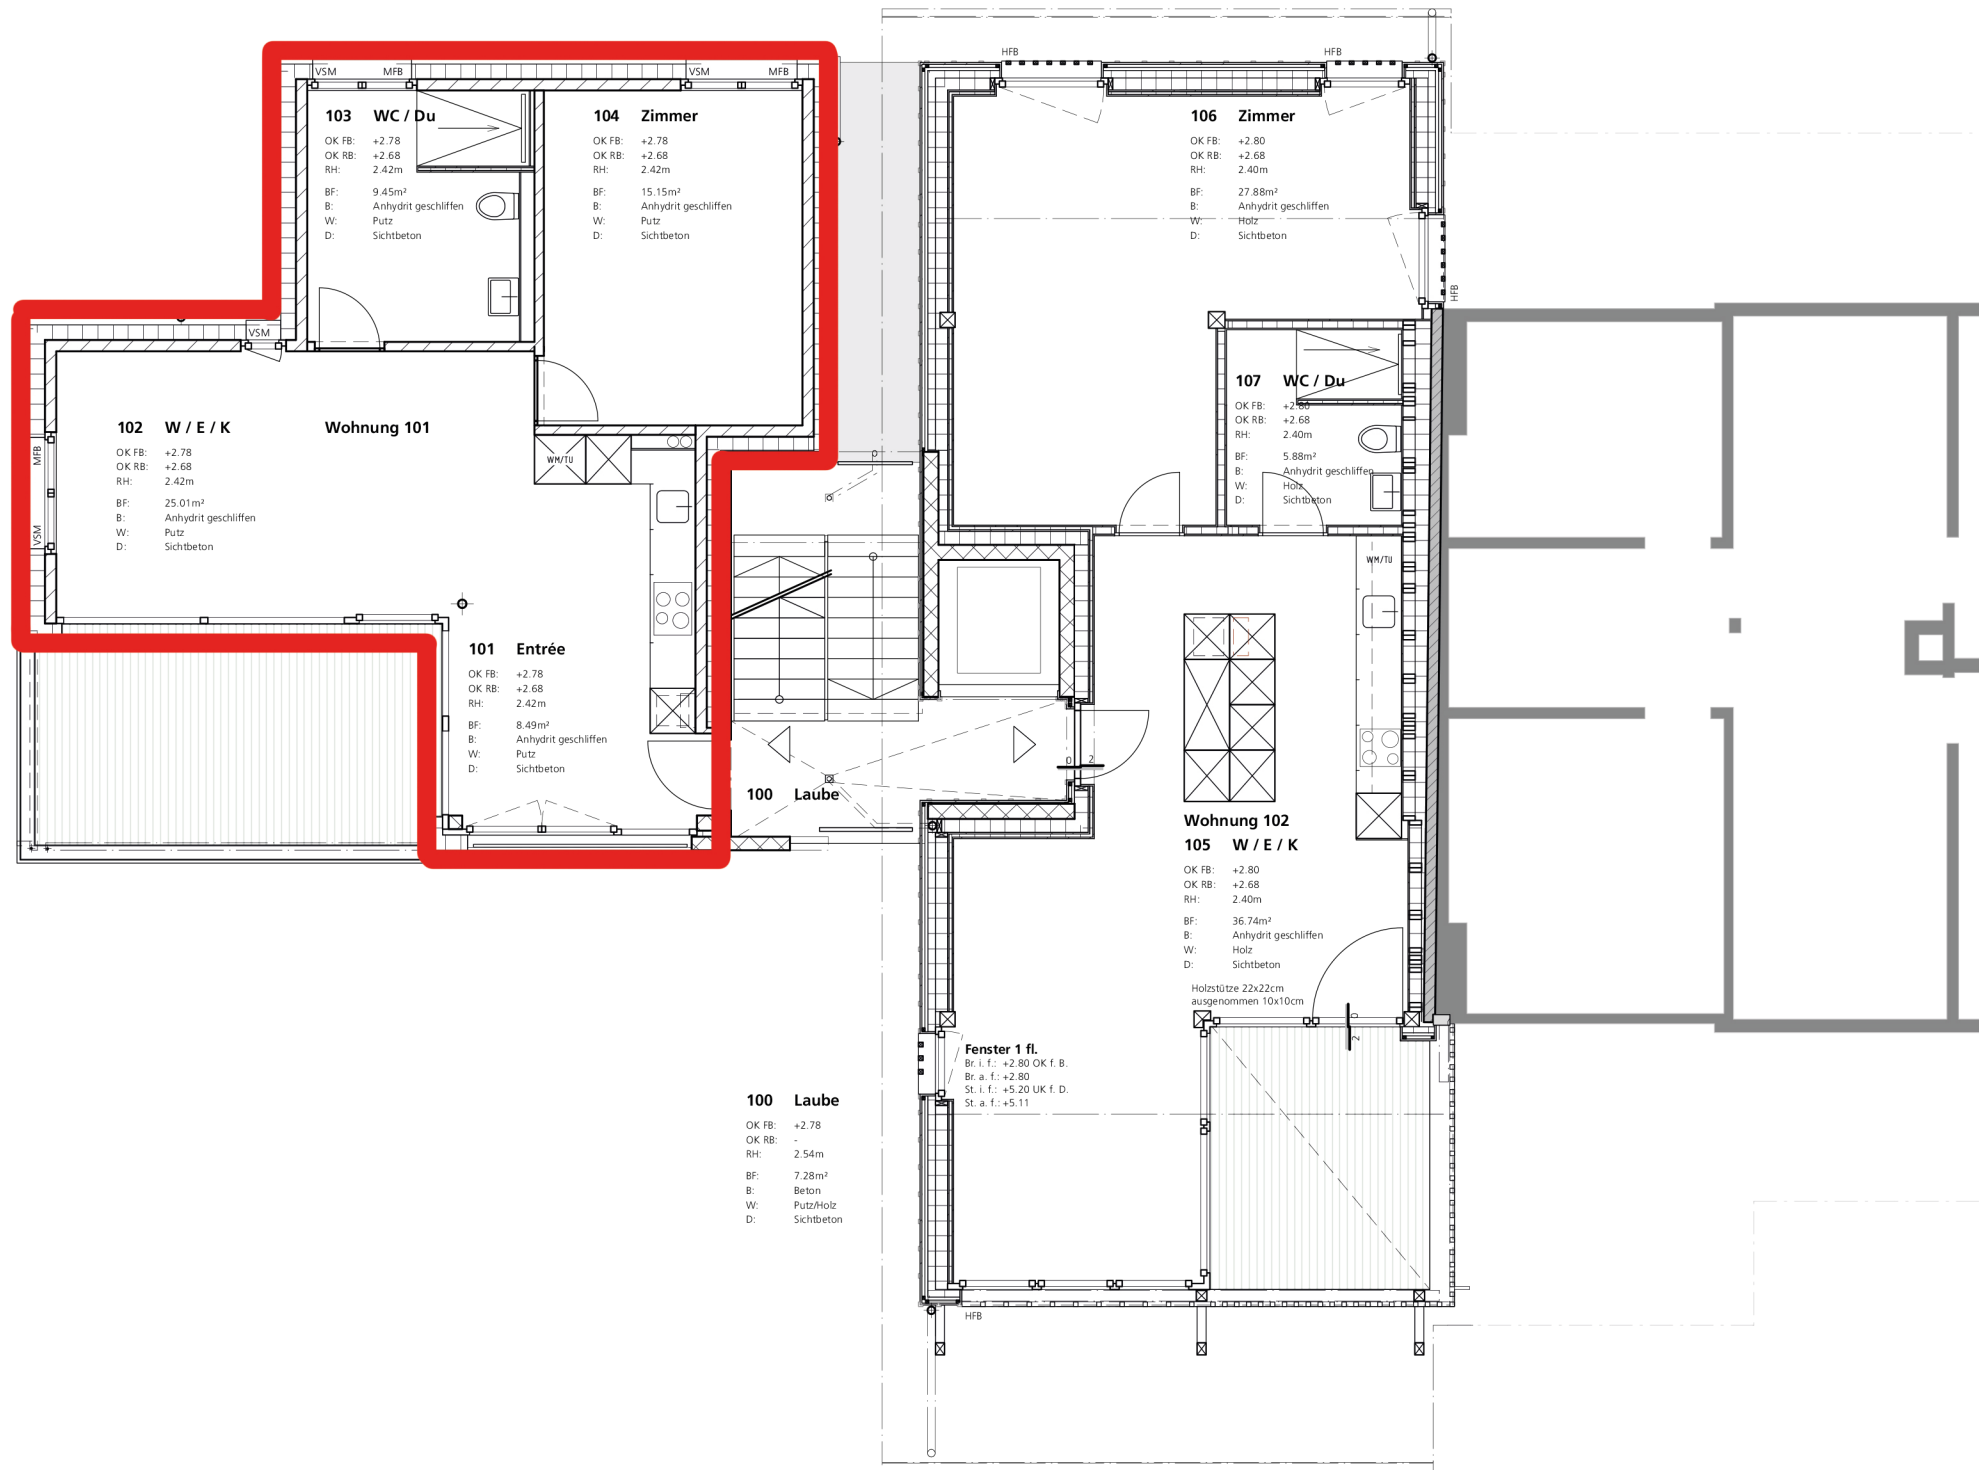 HFB
HFB
VSM
MFB
VSM
MFB
103 WC / Du
OK FB: +2.78
OK RB: +2.68
RH: 2.42m
BF: 9.45m²
B: Anhydrit geschliffen
W: Putz
D: Sichtbeton
104 Zimmer
OK FB: +2.78
OK RB: +2.68
RH: 2.42m
BF: 15.15m²
B: Anhydrit geschliffen
W: Putz
D: Sichtbeton
106 Zimmer
OK FB: +2.80
OK RB: +2.68
RH: 2.40m
BF: 27.88m²
B: Anhydrit geschliffen
W: Holz
D: Sichtbeton
HFB
VSM
107 WC / Du
OK FB: +2.80
OK RB: +2.68
RH: 2.40m
BF: 5.88m²
B: Anhydrit geschliffen
W: Holz
D: Sichtbeton
102 W / E / K
OK FB: +2.78
OK RB: +2.68
RH: 2.42m
BF: 25.01m²
B: Anhydrit geschliffen
W: Putz
D: Sichtbeton
Wohnung 101
MFB
VSM
WM/TU
WM/TU
101 Entrée
OK FB: +2.78
OK RB: +2.68
RH: 2.42m
BF: 8.49m²
B: Anhydrit geschliffen
W: Putz
D: Sichtbeton
0 2
100 Laube
Wohnung 102
105 W / E / K
OK FB: +2.80
OK RB: +2.68
RH: 2.40m
BF: 36.74m²
B: Anhydrit geschliffen
W: Holz
D: Sichtbeton
Holzstütze 22x22cm
ausgenommen 10x10cm
0
2
Fenster 1 fl.
Br. i. f.: +2.80 OK f. B.
Br. a. f.: +2.80
St. i. f.: +5.20 UK f. D.
St. a. f.: +5.11
100 Laube
OK FB: +2.78
OK RB: -
RH: 2.54m
BF: 7.28m²
B: Beton
W: Putz/Holz
D: Sichtbeton
HFB